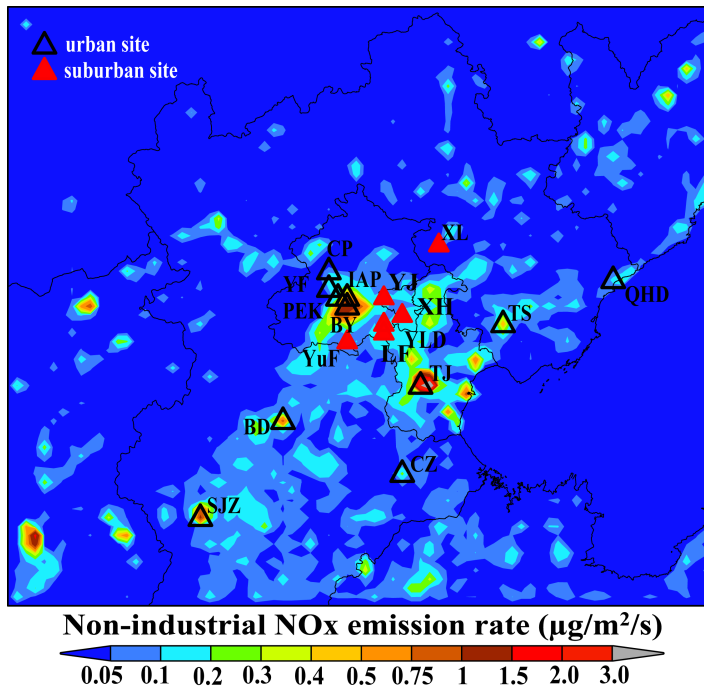 urban site
suburban site
XL
CP
YF
IAP
YJ
QHD
PEK
XH
TS
BY
YLD
YuF
LF
TJ
BD
CZ
SJZ
Non-industrial NOx emission rate (μg/m²/s)
0.05 0.1 0.2 0.3 0.4 0.5 0.75 1 1.5 2.0 3.0